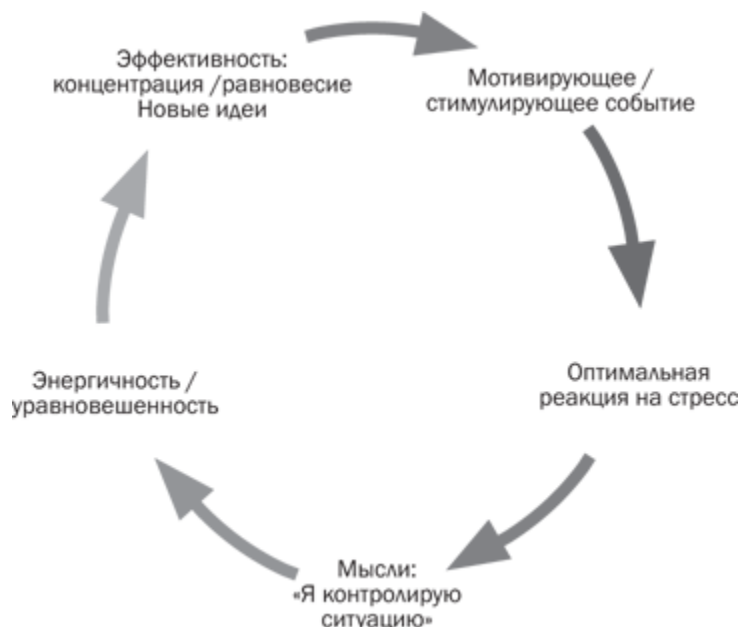 Эффективность:
концентрация /равновесие
Новые идеи
Мотивирующее /
стимулирующее событие
Оптимальная
реакция на стресс
Мысли:
«Я контролирую
ситуацию»
Энергичность /
уравновешенность